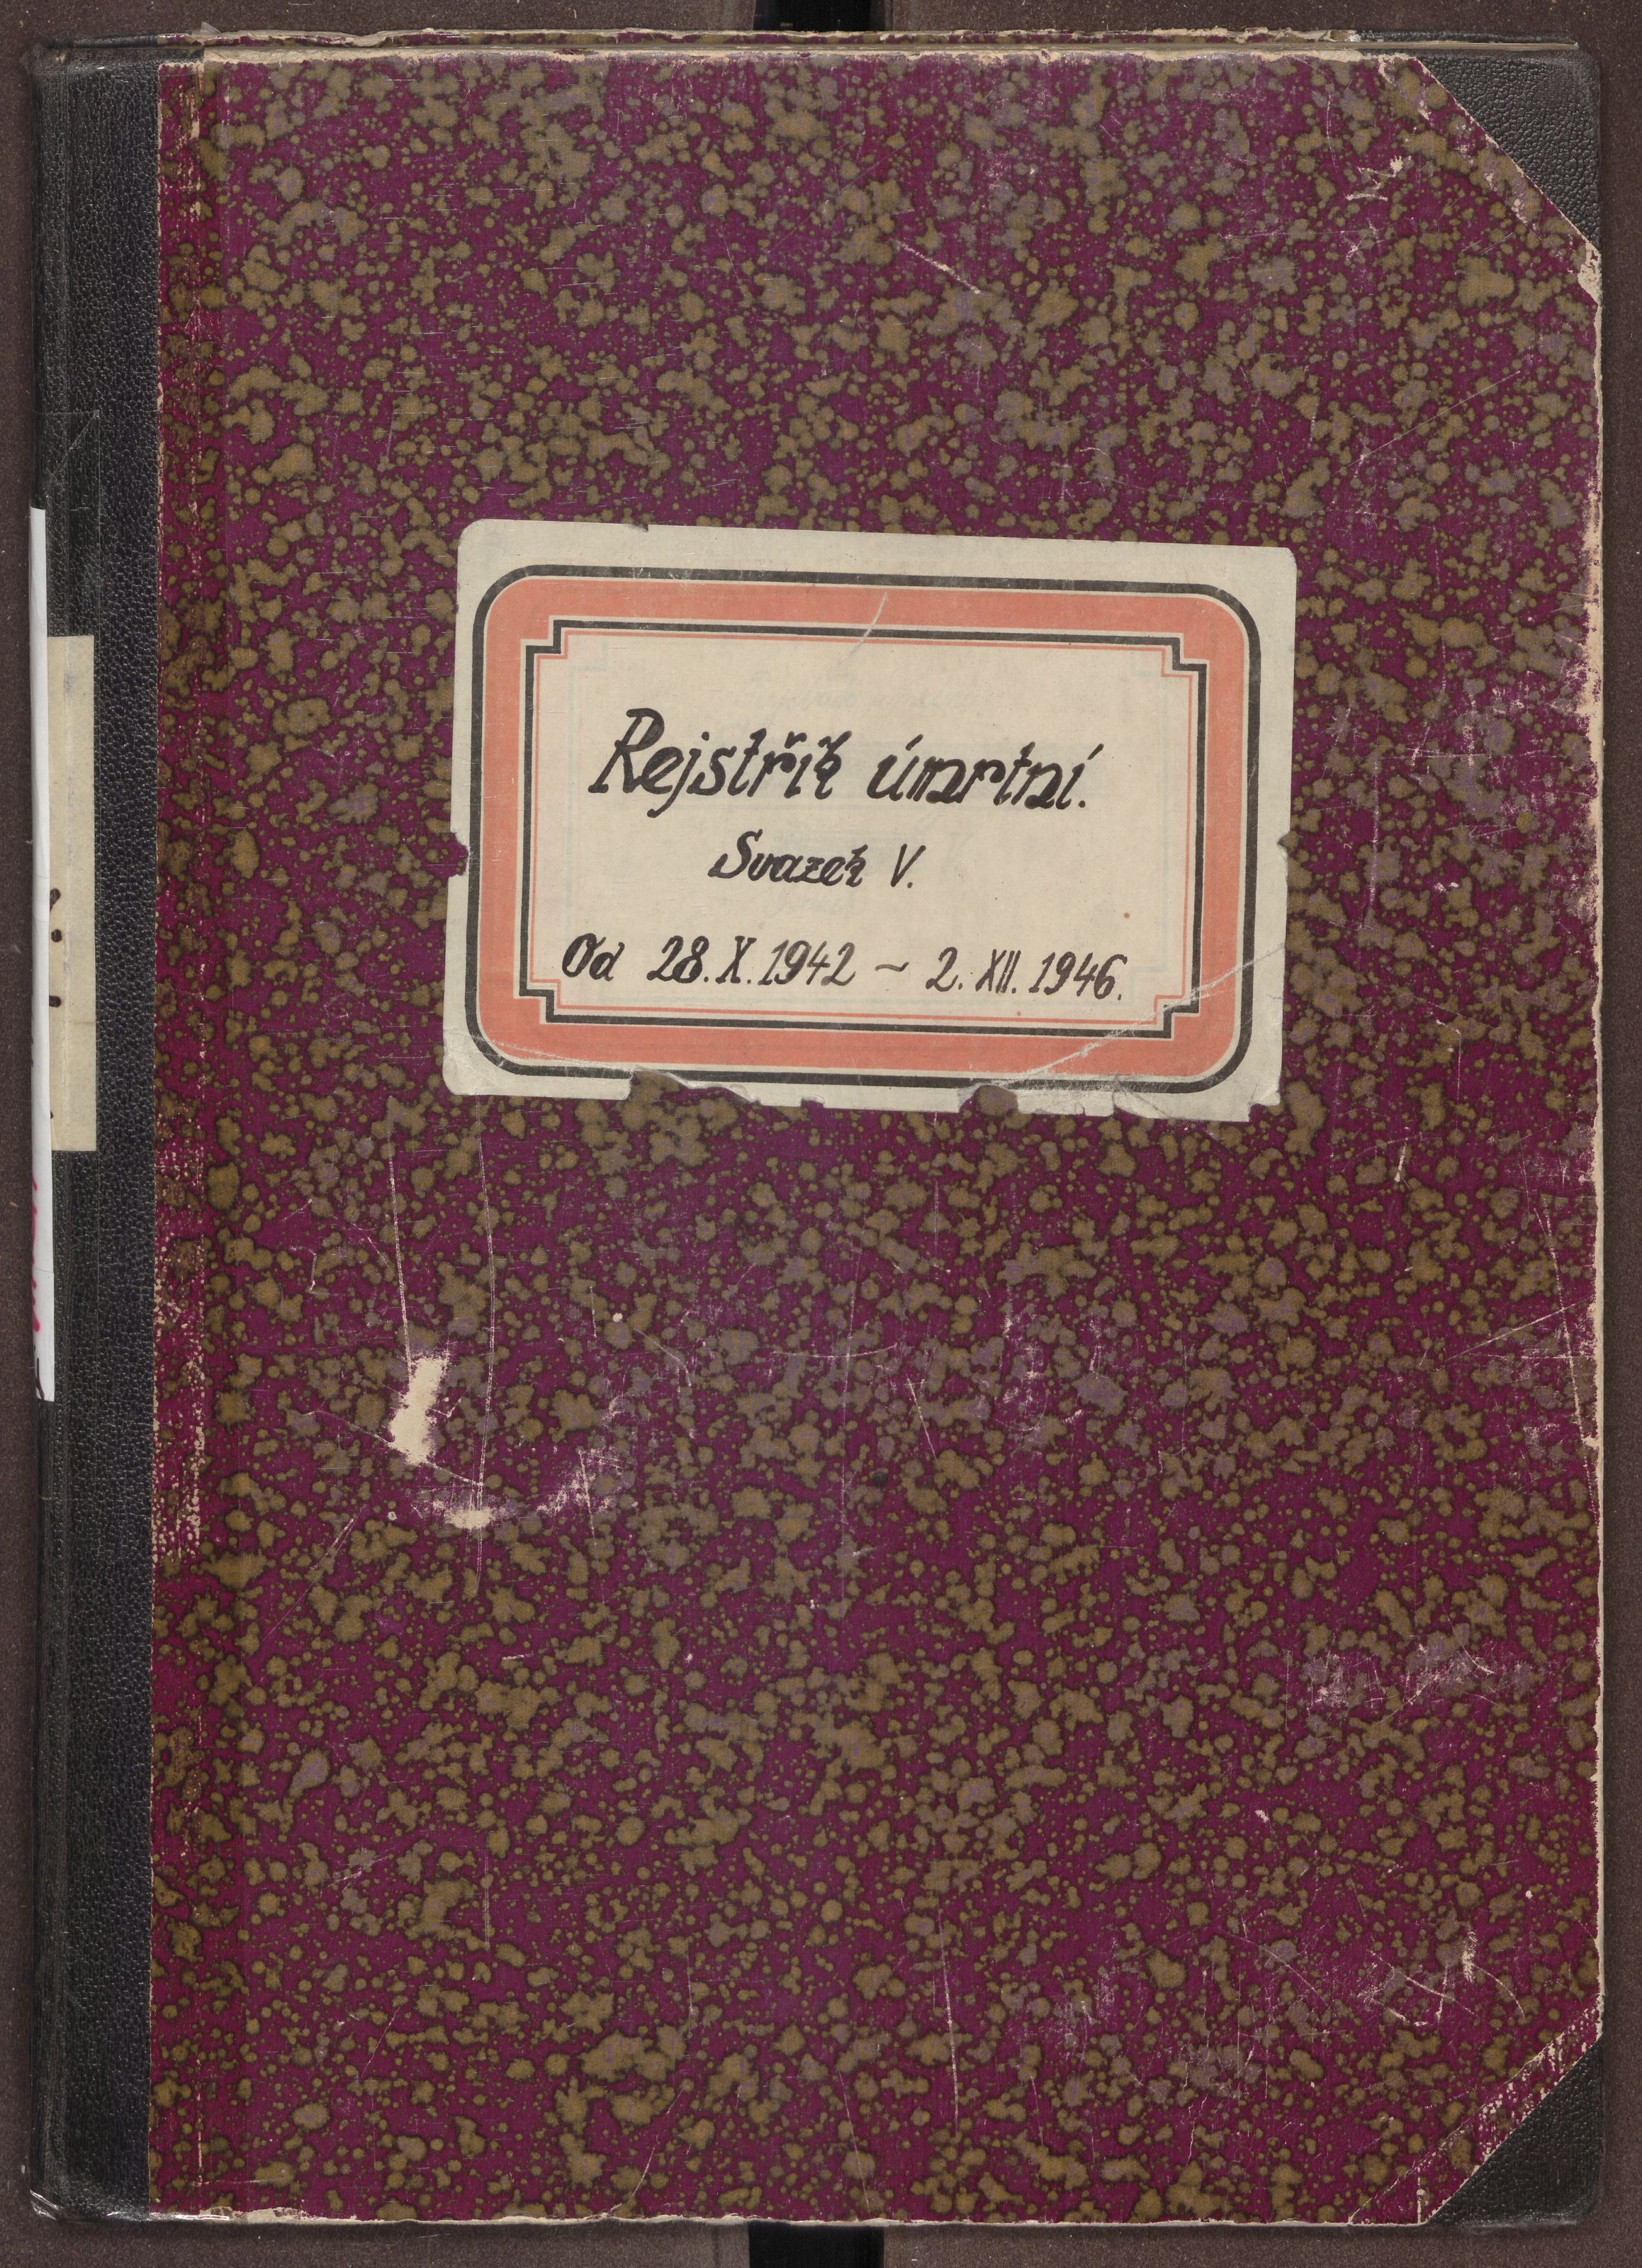 Rejstřík úmrtní.
Svazek V.
Od 28. X. 1942 – 2. XII. 1946.